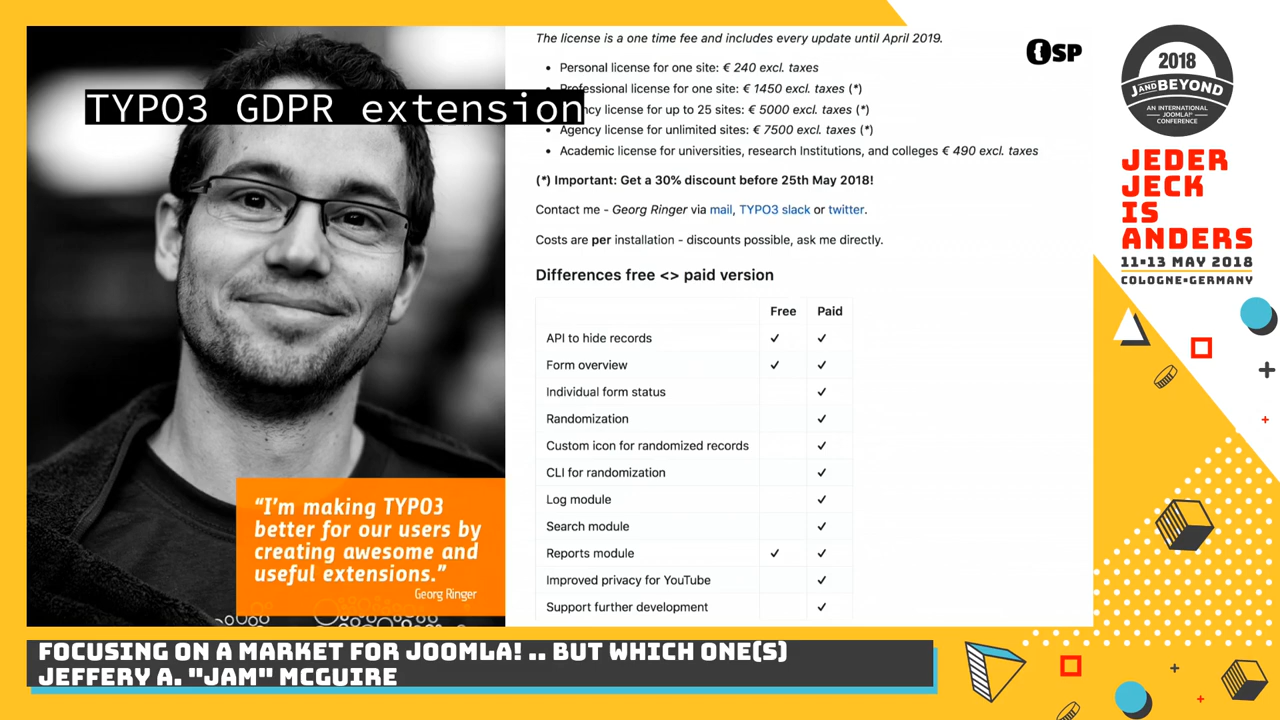 TYPO3 GDPR extension
The license is a one time fee and includes every update until April 2019.
• Personal license for one site: € 240 excl. taxes
Professional license for one site: € 1450 excl. taxes (*)
license for up to 25 sites: € 5000 excl. taxes (*)
• Agency license for unlimited sites: € 7500 excl. taxes (*)
• Academic license for universities, research Institutions, and colleges € 490 excl. taxes
(*) Important: Get a 30% discount before 25th May 2018!
Contact me - Georg Ringer via mail, TYPO3 slack or twitter.
Costs are per installation - discounts possible, ask me directly.
Differences free <> paid version
Free Paid
API to hide records ✓ ✓
Form overview ✓ ✓
Individual form status ✓
Randomization ✓
Custom icon for randomized records ✓
CLI for randomization ✓
Log module ✓
Search module ✓
Reports module ✓ ✓
Improved privacy for YouTube ✓
Support further development ✓
“I’m making TYPO3
better for our users by
creating awesome and
useful extensions.”
Georg Ringer
OSP
2018
JANDBEYOND
AN INTERNATIONAL
JOOMLA!
CONFERENCE
JEDER
JECK
IS
ANDERS
11•13 MAY 2018
COLOGNE•GERMANY
FOCUSING ON A MARKET FOR JOOMLA! .. BUT WHICH ONE(S)
JEFFERY A. "JAM" MCGUIRE